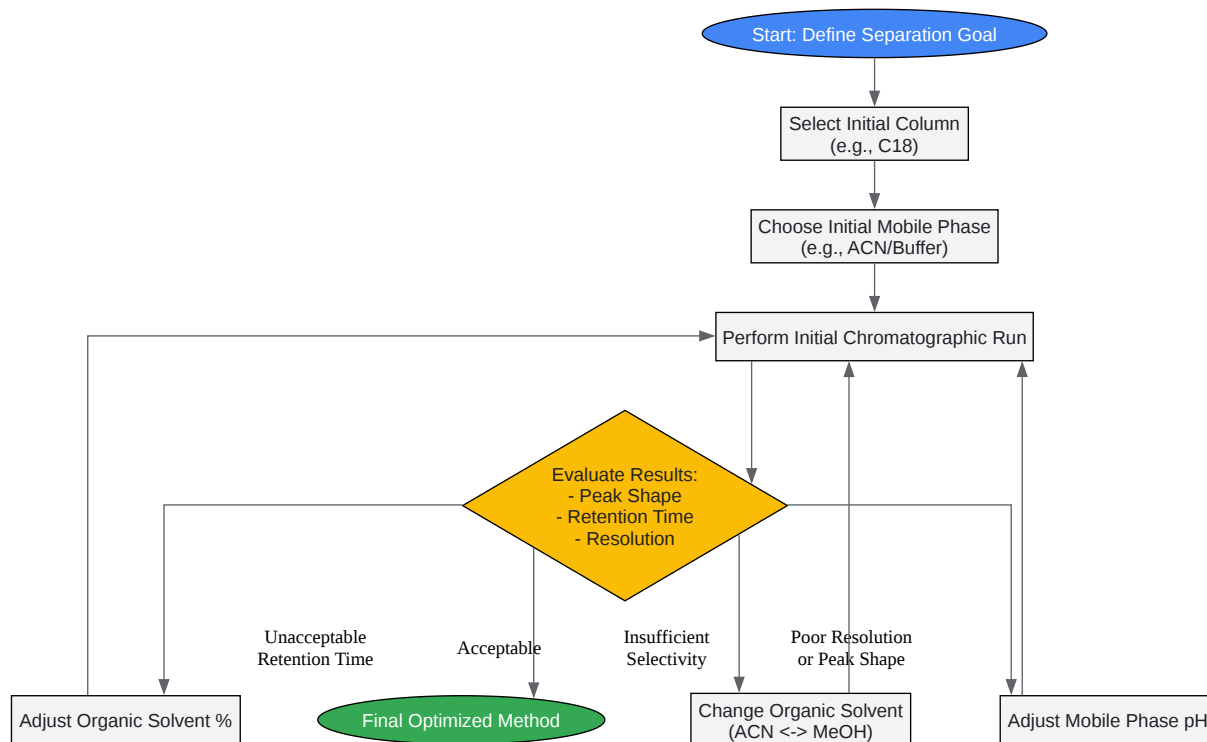 Start: Define Separation Goal
Select Initial Column
(e.g., C18)
Choose Initial Mobile Phase
(e.g., ACN/Buffer)
Perform Initial Chromatographic Run
Evaluate Results:
- Peak Shape
- Retention Time
- Resolution
Unacceptable
Retention Time
Acceptable
Insufficient
Selectivity
Poor Resolution
or Peak Shape
Adjust Organic Solvent %
Final Optimized Method
Change Organic Solvent
(ACN <-> MeOH)
Adjust Mobile Phase pH